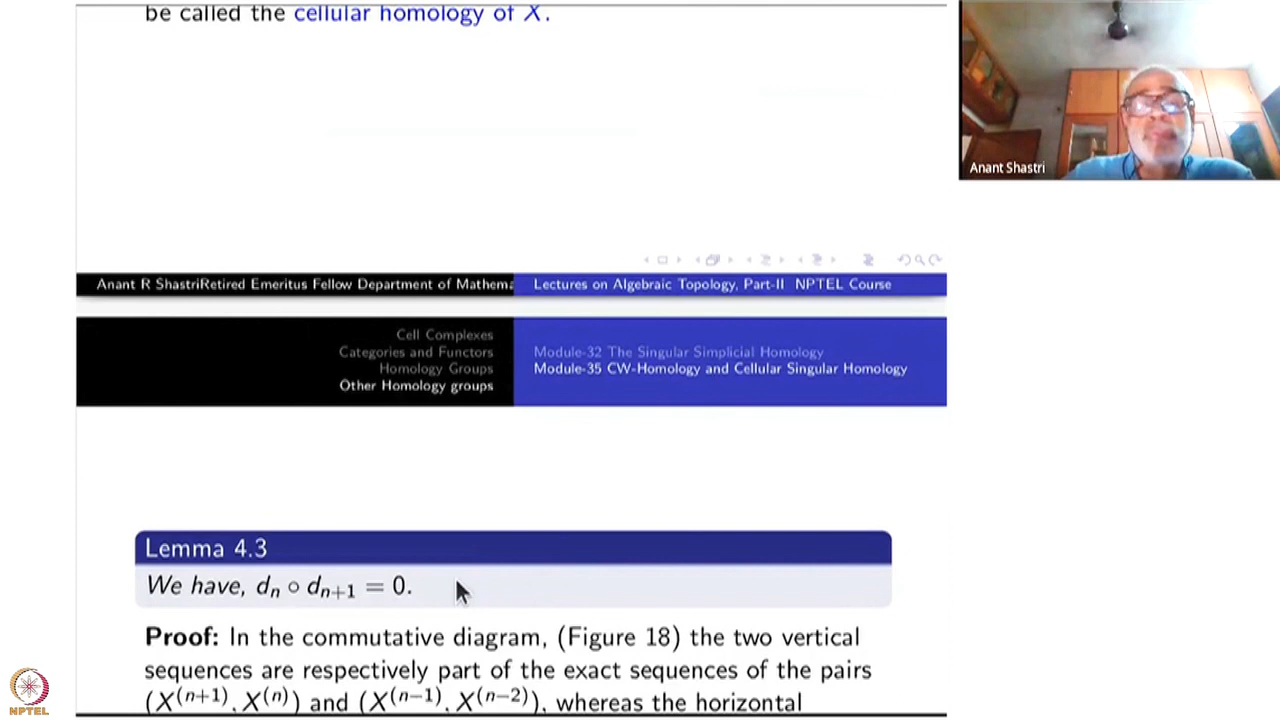 be called the cellular homology of X.
Anant Shastri
Anant R ShastriRetired Emeritus Fellow Department of Mathema
Lectures on Algebraic Topology, Part-II NPTEL Course
Cell Complexes
Categories and Functors
Homology Groups
Other Homology groups
Module-32 The Singular Simplicial Homology
Module-35 CW-Homology and Cellular Singular Homology
Lemma 4.3
We have, dₙ ∘ dₙ₊₁ = 0.
Proof: In the commutative diagram, (Figure 18) the two vertical
sequences are respectively part of the exact sequences of the pairs
(X⁽ⁿ⁺¹⁾, X⁽ⁿ⁾) and (X⁽ⁿ⁻¹⁾, X⁽ⁿ⁻²⁾), whereas the horizontal
NPTEL